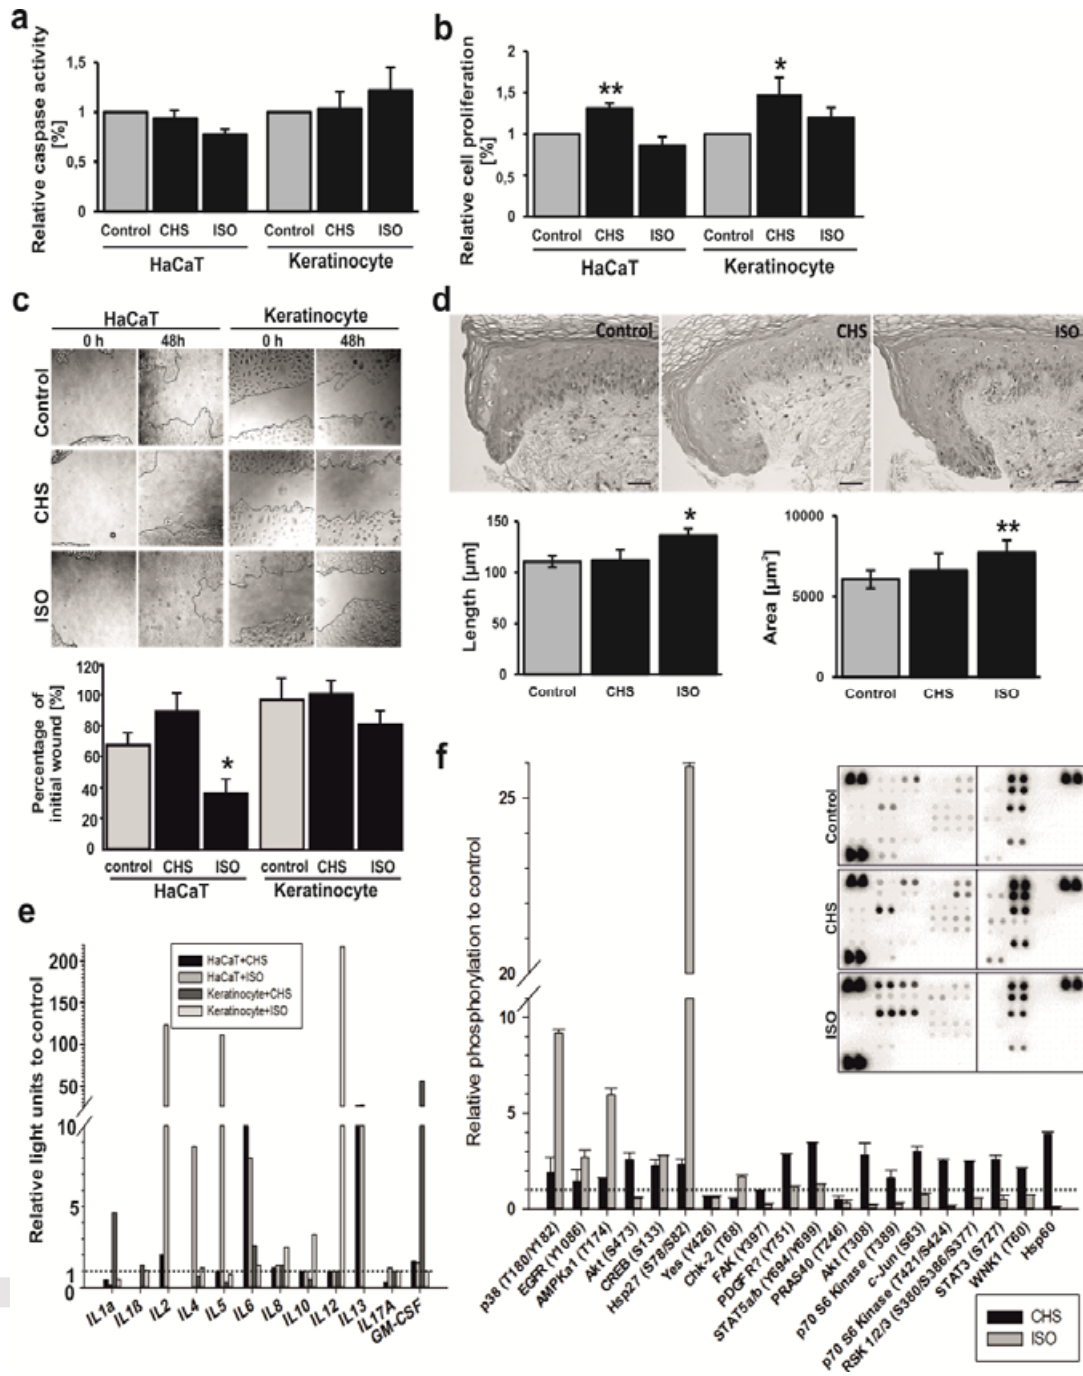 a
Relative caspase activity
[%]
1,5
1
0,5
0
Control CHS ISO Control CHS ISO
HaCaT Keratinocyte
b
Relative cell proliferation
[%]
2
1,5
1
0,5
0
** *
Control CHS ISO Control CHS ISO
HaCaT Keratinocyte
c
HaCaT Keratinocyte
0 h 48h 0 h 48h
Control
CHS
ISO
Percentage of
initial wound [%]
120
100
80
60
40
20
0
*
control CHS ISO control CHS ISO
HaCaT Keratinocyte
d
Control CHS ISO
Length [µm]
150
100
50
0
*
Control CHS ISO
Area [µm²]
10000
5000
0
**
Control CHS ISO
e
Relative light units to control
200
150
100
50
10
5
1
0
HaCaT+CHS
HaCaT+ISO
Keratinocyte+CHS
Keratinocyte+ISO
IL1a
IL1ß
IL2
IL4
IL5
IL6
IL8
IL10
IL12
IL13
IL17A
GM-CSF
f
Relative phosphorylation to control
25
20
10
5
0
Control
CHS
ISO
p38 (T180/Y182)
EGFR (Y1086)
AMPKa1 (T174)
Ak1 (S473)
CREB (S133)
Hsp27 (S78/S82)
Yes (Y426)
Chk-2 (T68)
FAK (Y397)
PDGF R? (Y751)
STAT5a/b (Y694/Y699)
PRAS40 (T246)
Ak1 (T308)
p70 S6 Kinase (T389)
c-Jun (S63)
p70 S6 Kinase (T421/S424)
RSK 1/2/3 (S380/S386/S377)
STAT3 (S727)
WNK1 (T60)
Hsp60
CHS
ISO